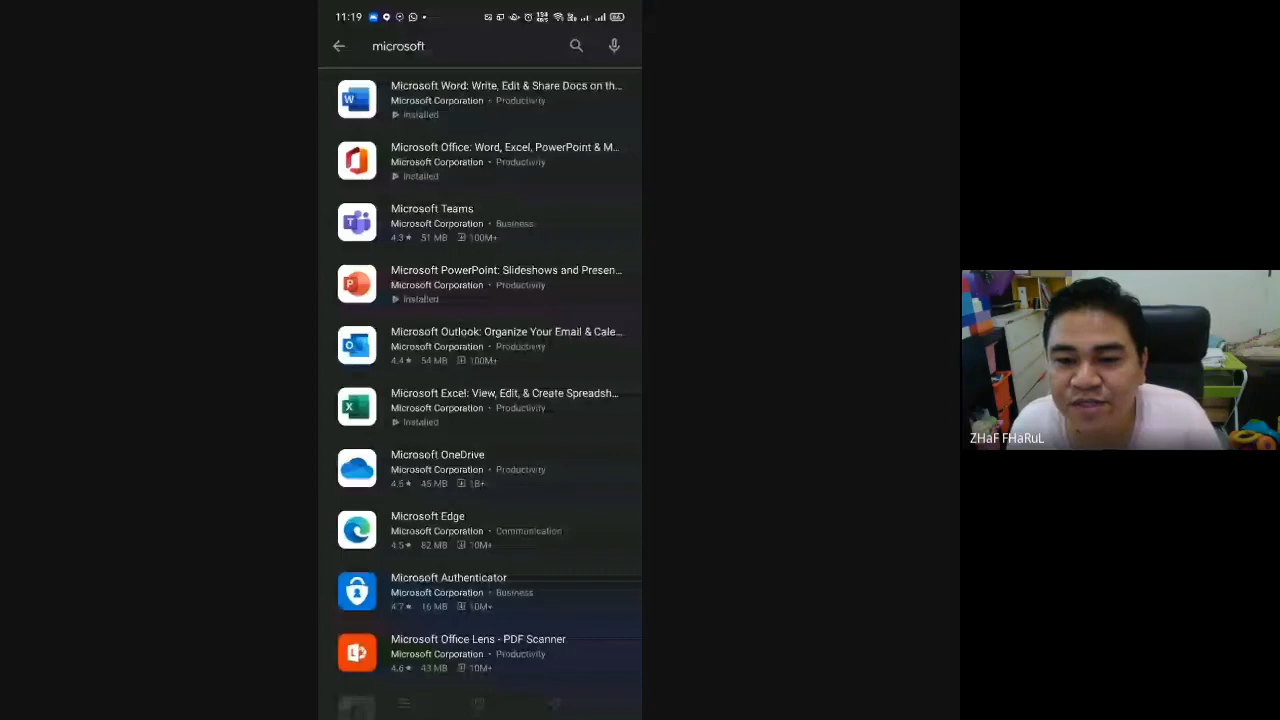 11:19
microsoft
Microsoft Word: Write, Edit & Share Docs on th...
Microsoft Corporation • Productivity
Installed
Microsoft Office: Word, Excel, PowerPoint & M...
Microsoft Corporation • Productivity
Installed
Microsoft Teams
Microsoft Corporation • Business
4.3★ 51 MB 100M+
Microsoft PowerPoint: Slideshows and Presen...
Microsoft Corporation • Productivity
Installed
Microsoft Outlook: Organize Your Email & Cale...
Microsoft Corporation • Productivity
4.4★ 54 MB 100M+
Microsoft Excel: View, Edit, & Create Spreadsh...
Microsoft Corporation • Productivity
Installed
Microsoft OneDrive
Microsoft Corporation • Productivity
4.5★ 45 MB 1B+
Microsoft Edge
Microsoft Corporation • Communication
4.5★ 82 MB 10M+
Microsoft Authenticator
Microsoft Corporation • Business
4.7★ 16 MB 10M+
Microsoft Office Lens - PDF Scanner
Microsoft Corporation • Productivity
4.6★ 43 MB 10M+
ZHaF FHaRuL